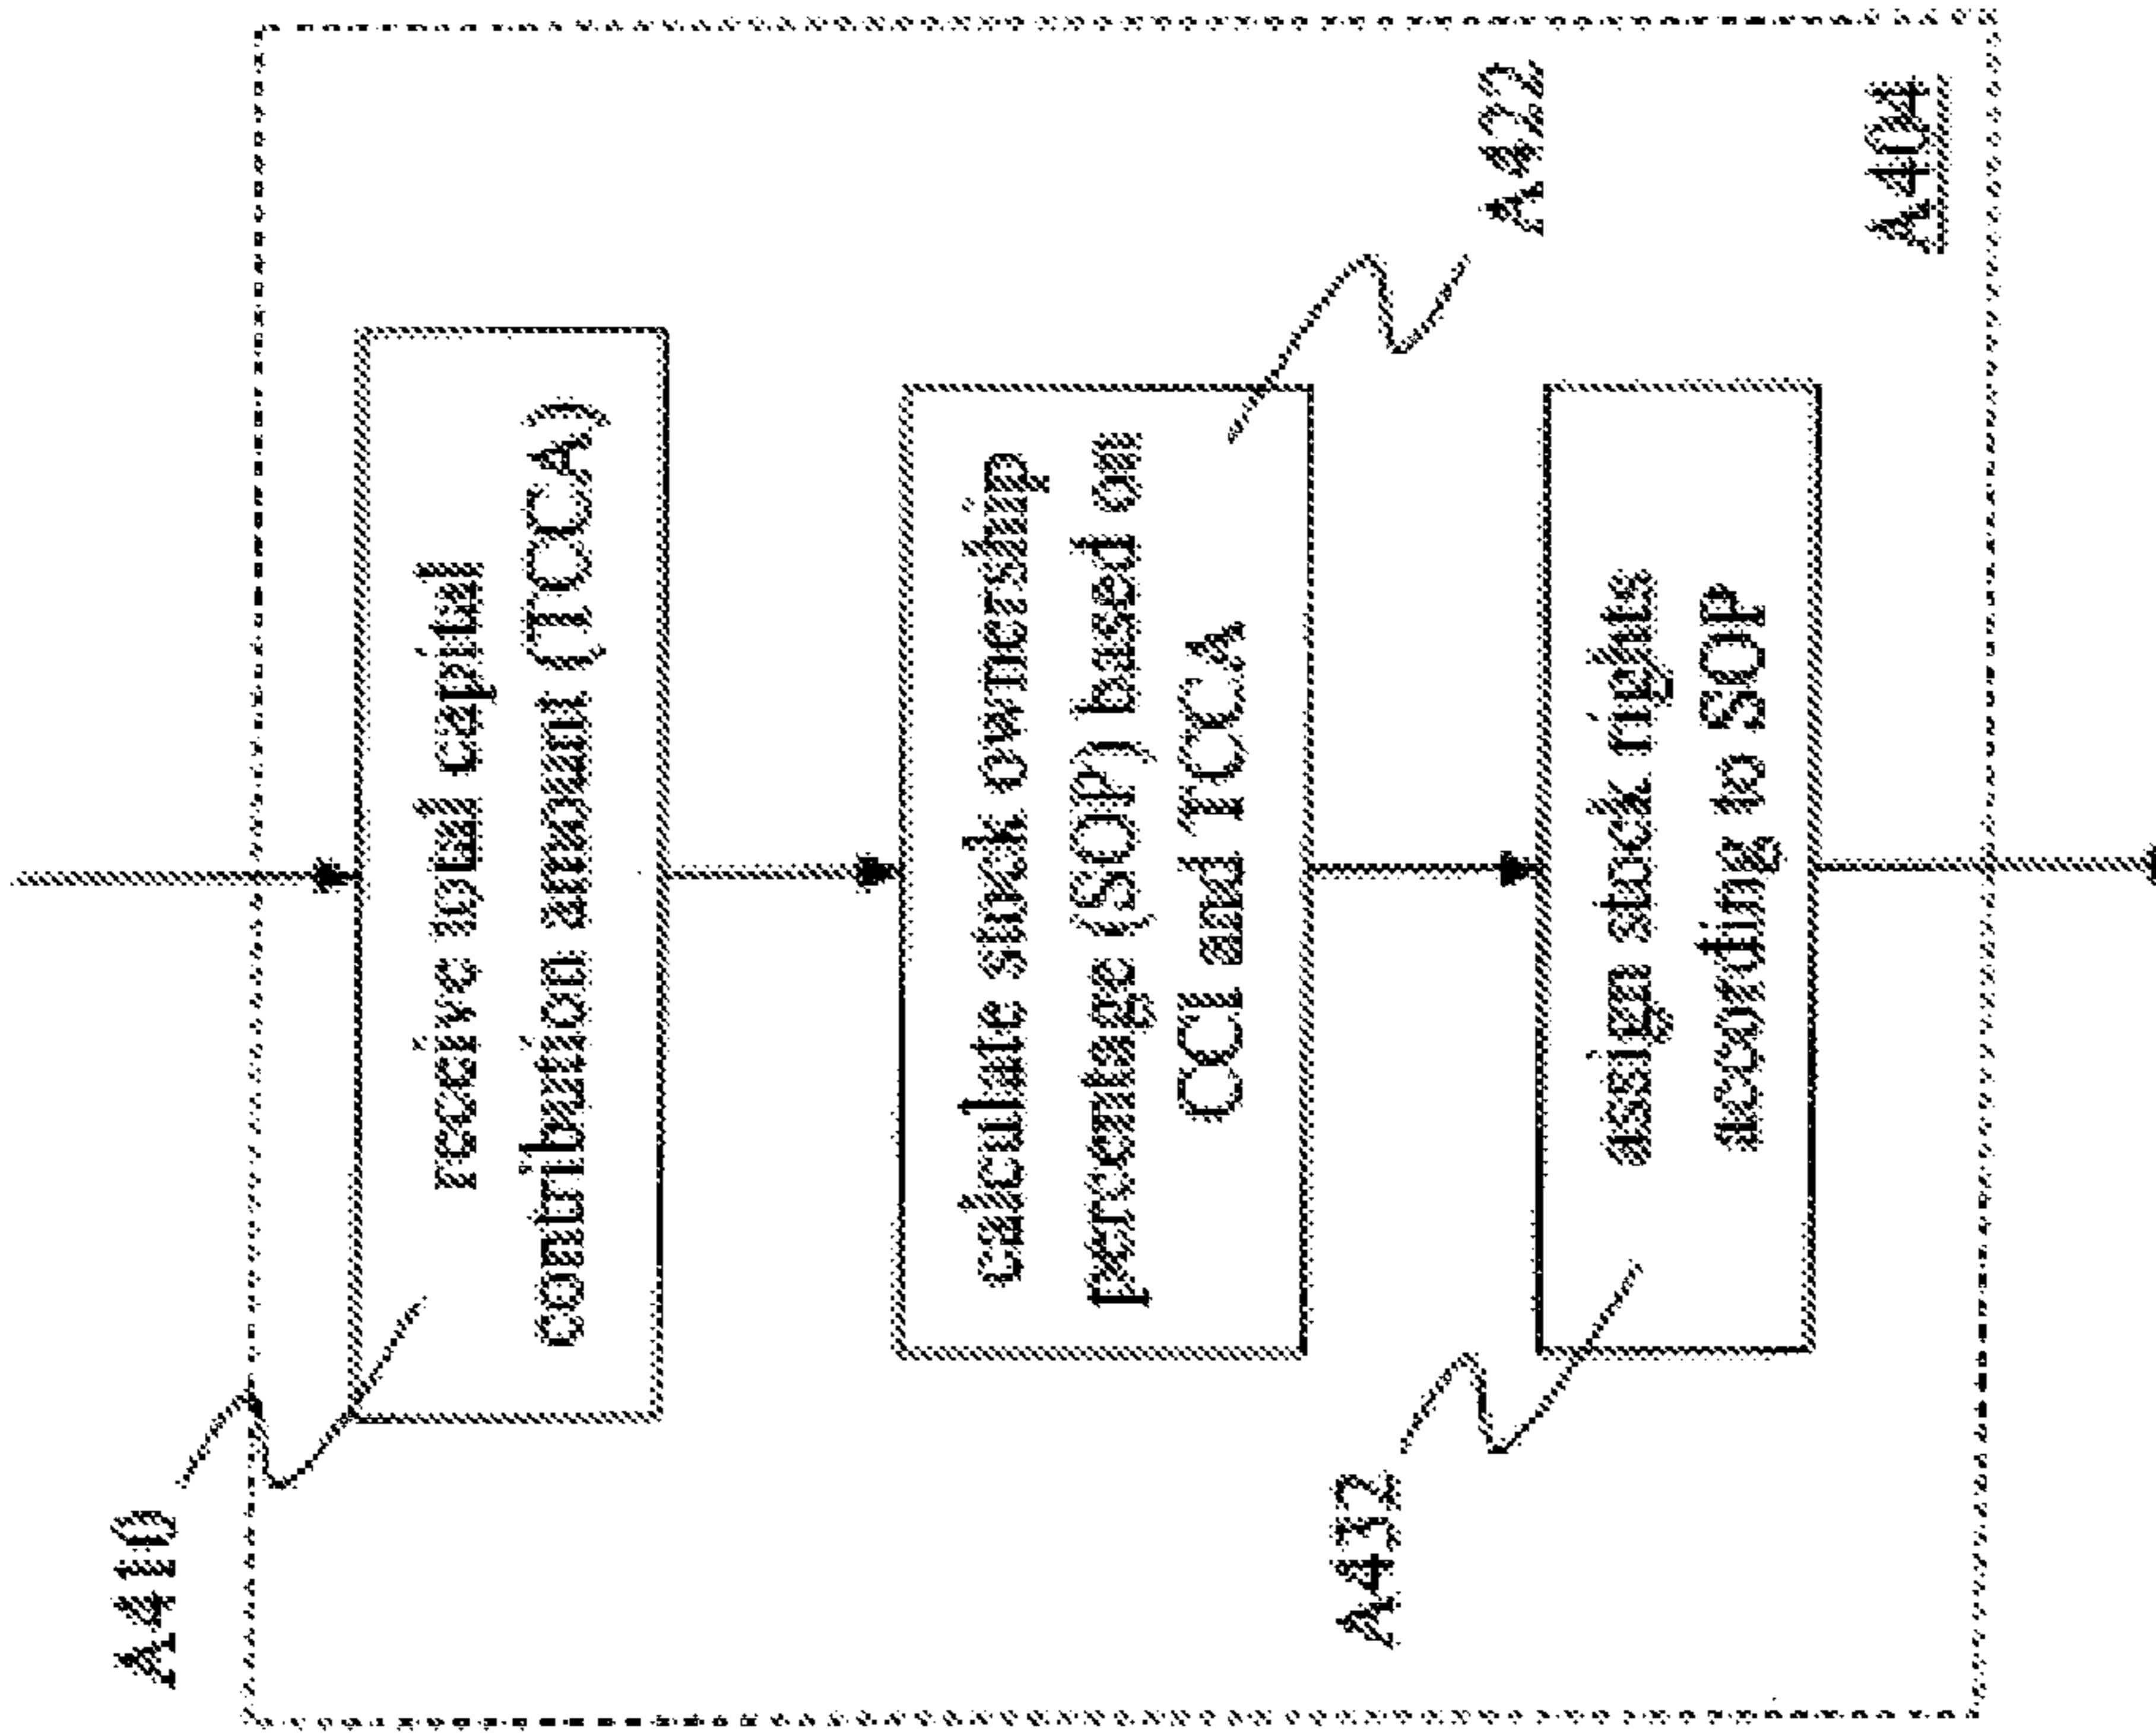 A410
receive total capital
contribution amount (TCCA)
calculate stock ownership
percentage (SOP) based on
CCI and TCCA
A422
assign stock rights
according to SOP
A432
A404